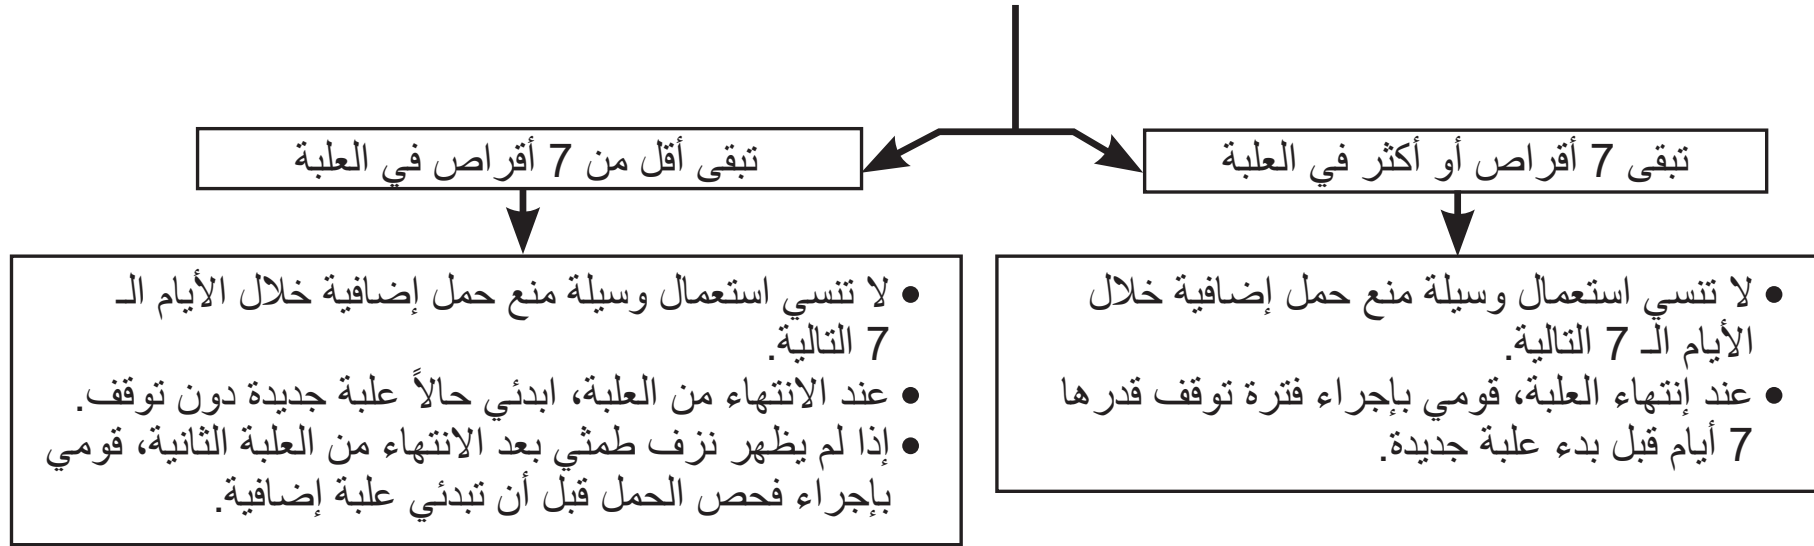 تبقى 7 أقراص أو أكثر في العلبة
تبقى أقل من 7 أقراص في العلبة
● لا تنسي استعمال وسيلة منع حمل إضافية خلال
الأيام الـ 7 التالية.
● عند إنتهاء العلبة، قومي بإجراء فترة توقف قدرها
7 أيام قبل بدء علبة جديدة.
● لا تنسي استعمال وسيلة منع حمل إضافية خلال الأيام الـ
7 التالية.
● عند الانتهاء من العلبة، ابدئي حالاً علبة جديدة دون توقف.
● إذا لم يظهر نزف طمثي بعد الانتهاء من العلبة الثانية، قومي
بإجراء فحص الحمل قبل أن تبدئي علبة إضافية.